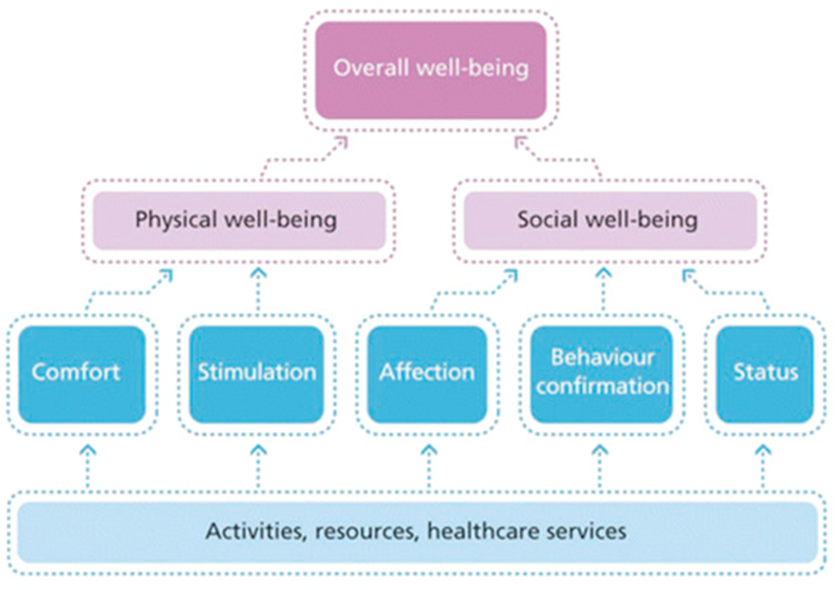 Overall well-being
Physical well-being
Social well-being
Comfort
Stimulation
Affection
Behaviour
confirmation
Status
Activities, resources, healthcare services